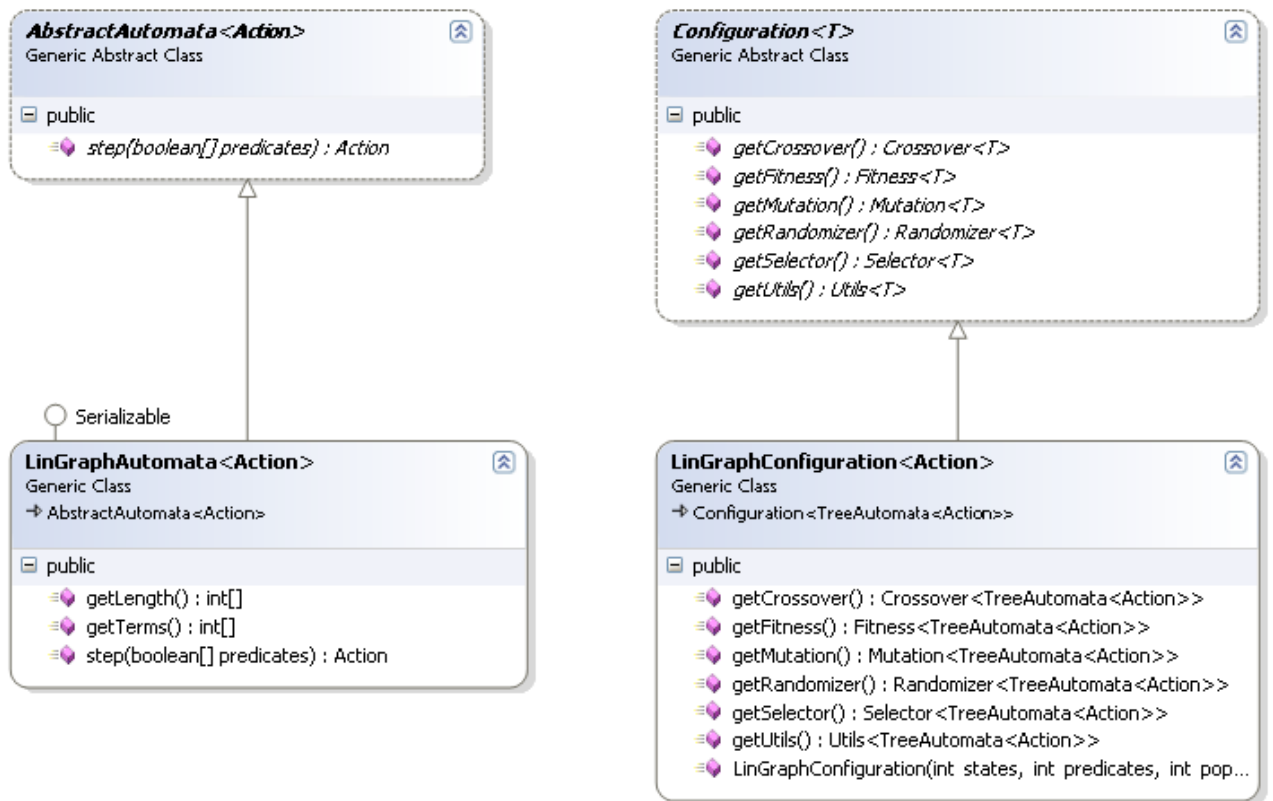 AbstractAutomata<Action>
Generic Abstract Class
public
step(boolean[] predicates) : Action
Configuration<T>
Generic Abstract Class
public
getCrossover() : Crossover<T>
getFitness() : Fitness<T>
getMutation() : Mutation<T>
getRandomizer() : Randomizer<T>
getSelector() : Selector<T>
getUtils() : Utils<T>
Serializable
LinGraphAutomata<Action>
Generic Class
AbstractAutomata<Action>
public
getLength() : int[]
getTerms() : int[]
step(boolean[] predicates) : Action
LinGraphConfiguration<Action>
Generic Class
Configuration<TreeAutomata<Action>>
public
getCrossover() : Crossover<TreeAutomata<Action>>
getFitness() : Fitness<TreeAutomata<Action>>
getMutation() : Mutation<TreeAutomata<Action>>
getRandomizer() : Randomizer<TreeAutomata<Action>>
getSelector() : Selector<TreeAutomata<Action>>
getUtils() : Utils<TreeAutomata<Action>>
LinGraphConfiguration(int states, int predicates, int pop...